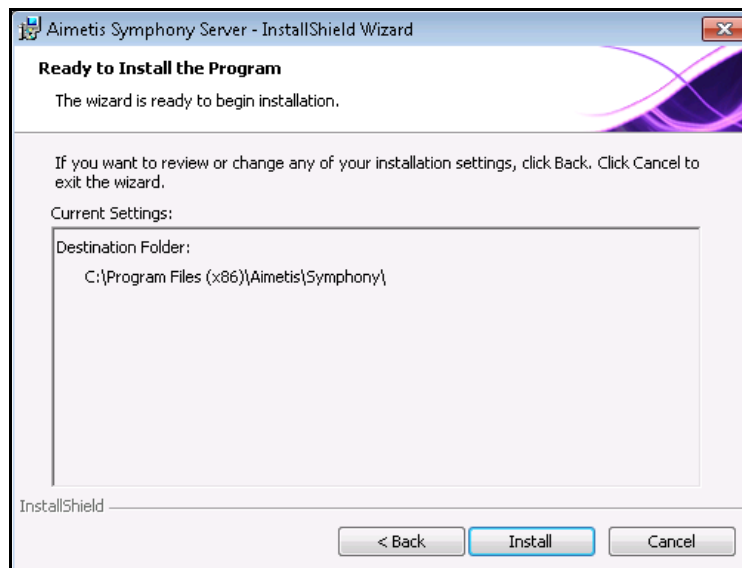 Aimetis Symphony Server - InstallShield Wizard
Ready to Install the Program
The wizard is ready to begin installation.
If you want to review or change any of your installation settings, click Back. Click Cancel to
exit the wizard.
Current Settings:
Destination Folder:
C:\Program Files (x86)\Aimetis\Symphony\
InstallShield
< Back Install Cancel